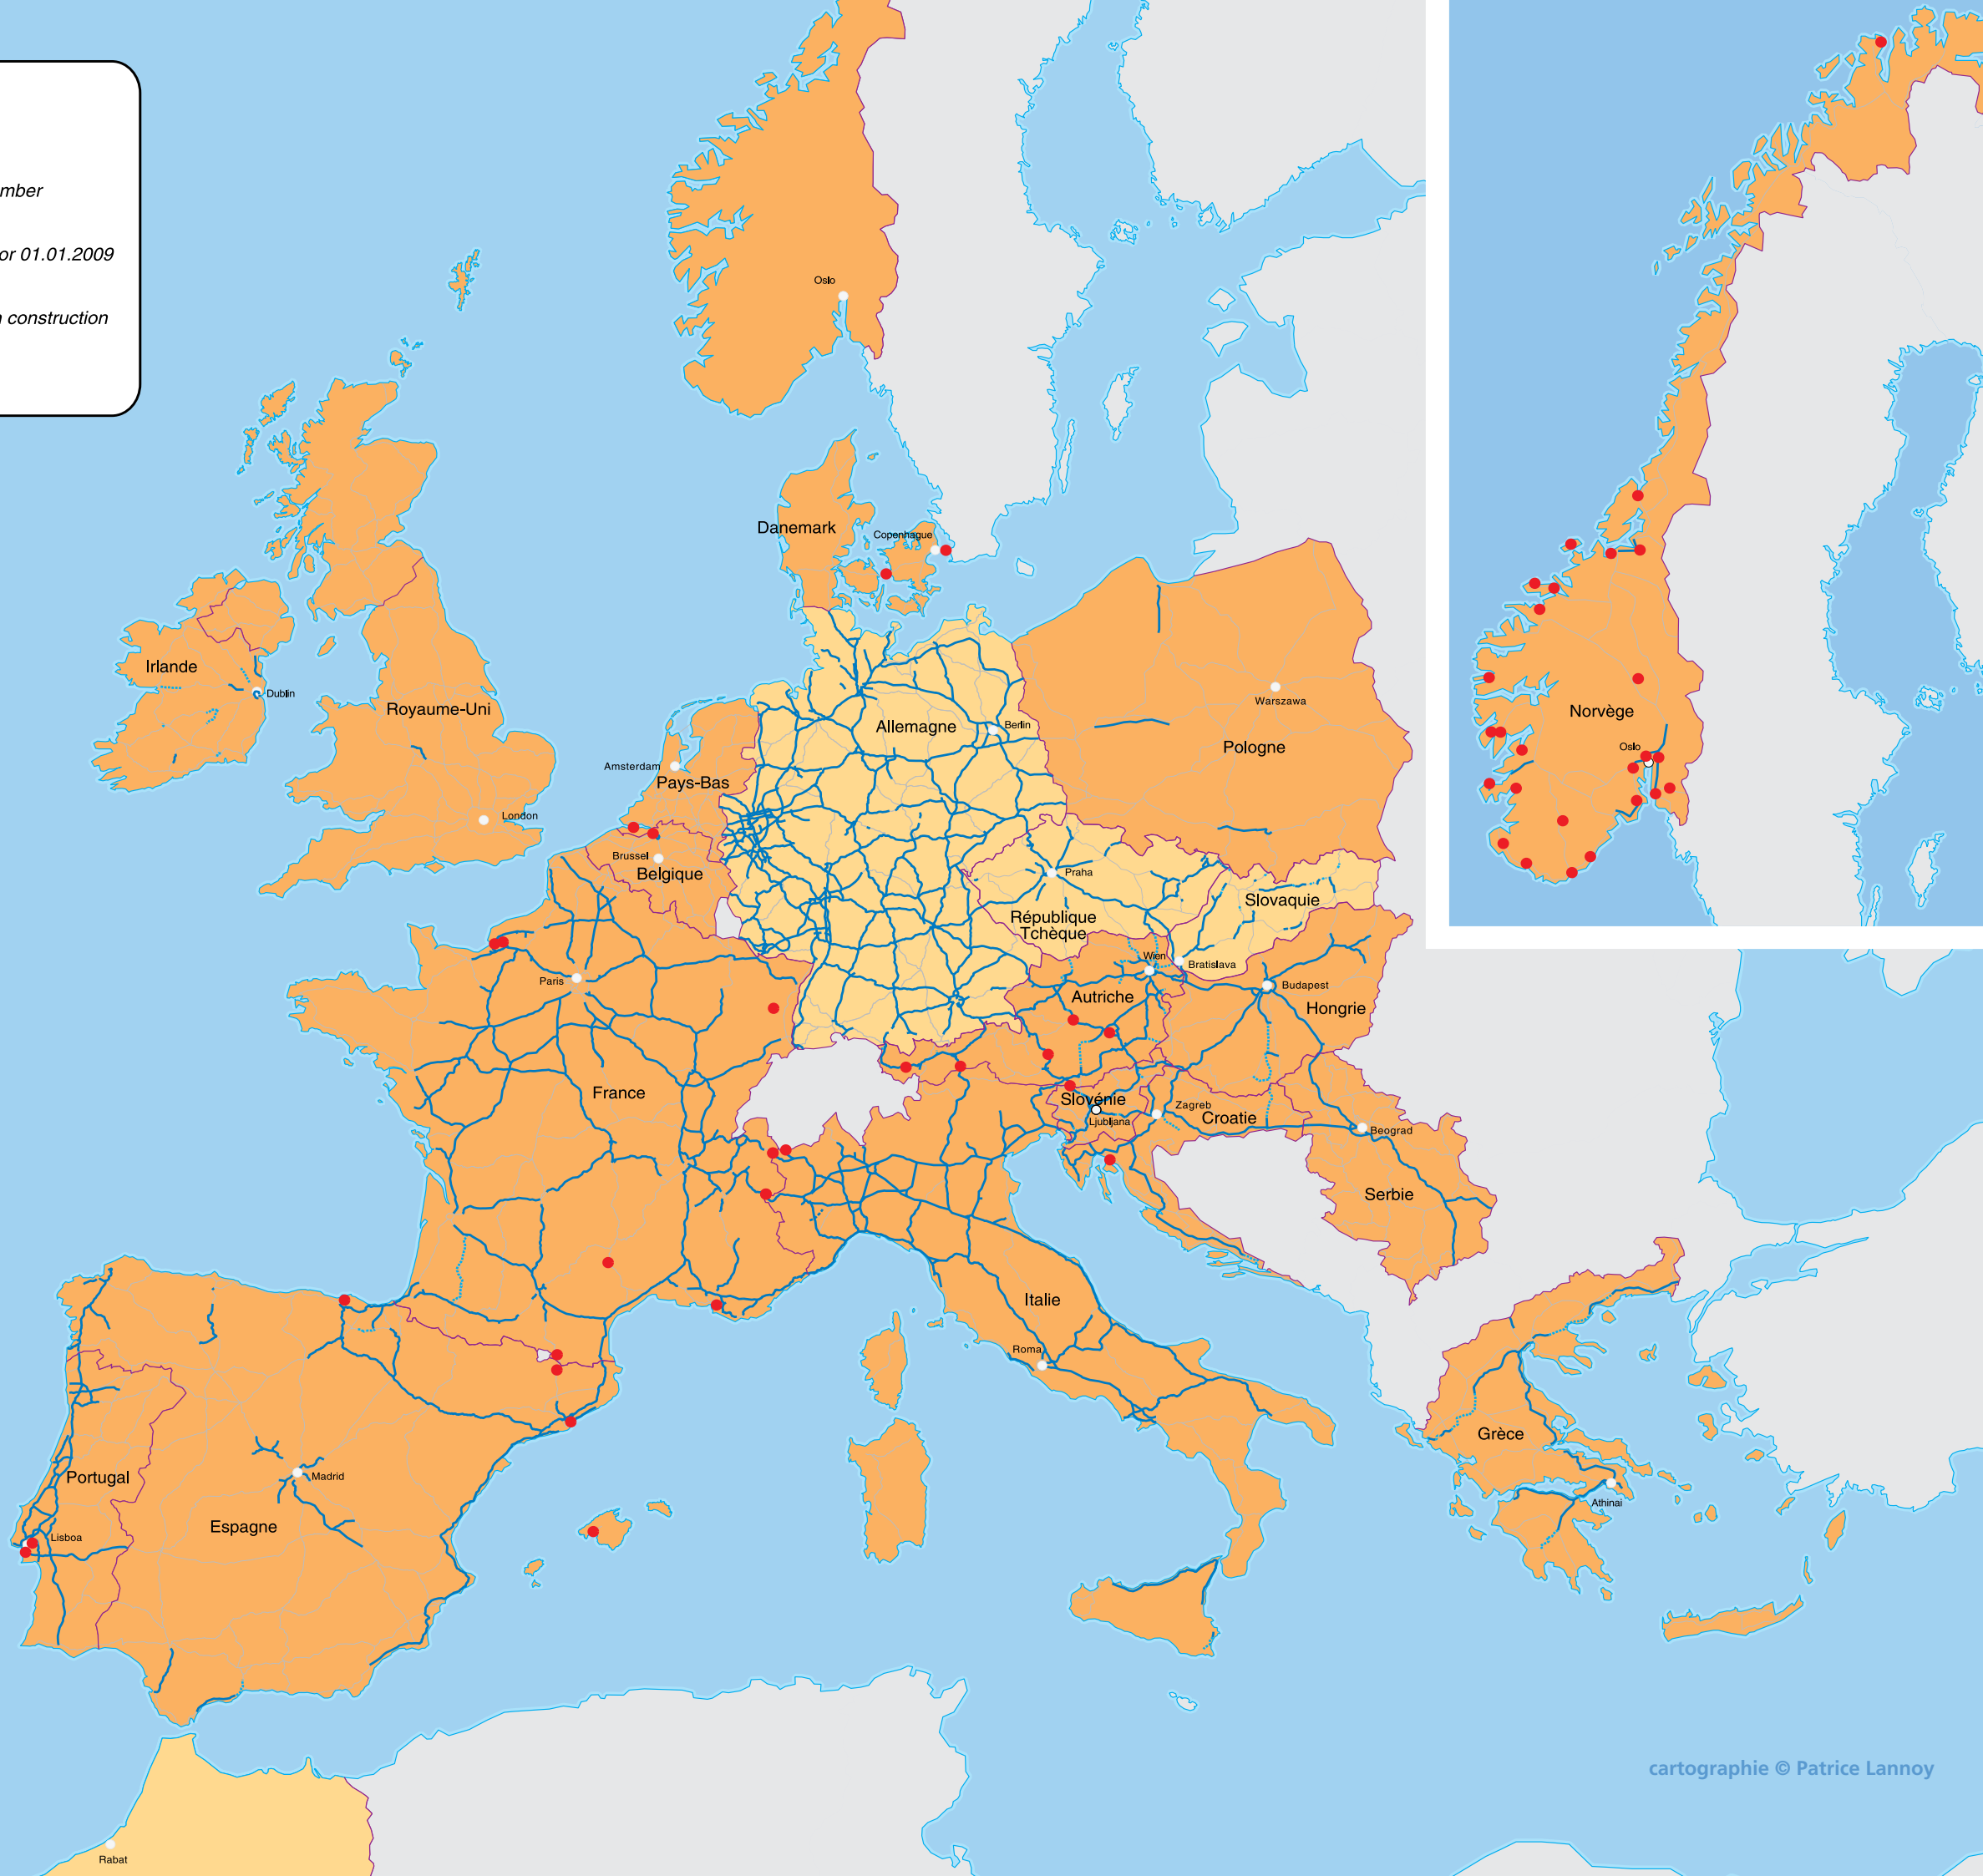 mber
or 01.01.2009
construction
Oslo
Danemark
Copenhague
Irlande
Dublin
Royaume-Uni
London
Amsterdam
Pays-Bas
Brussel
Belgique
Allemagne
Berlin
Warszawa
Pologne
Praha
République
Tchèque
Slovaquie
Wien
Bratislava
Autriche
Budapest
Hongrie
Paris
France
Slovénie
Ljubljana
Zagreb
Croatie
Beograd
Serbie
Italie
Roma
Grèce
Athinai
Portugal
Lisboa
Madrid
Espagne
Rabat
Norvège
Oslo
cartographie © Patrice Lannoy